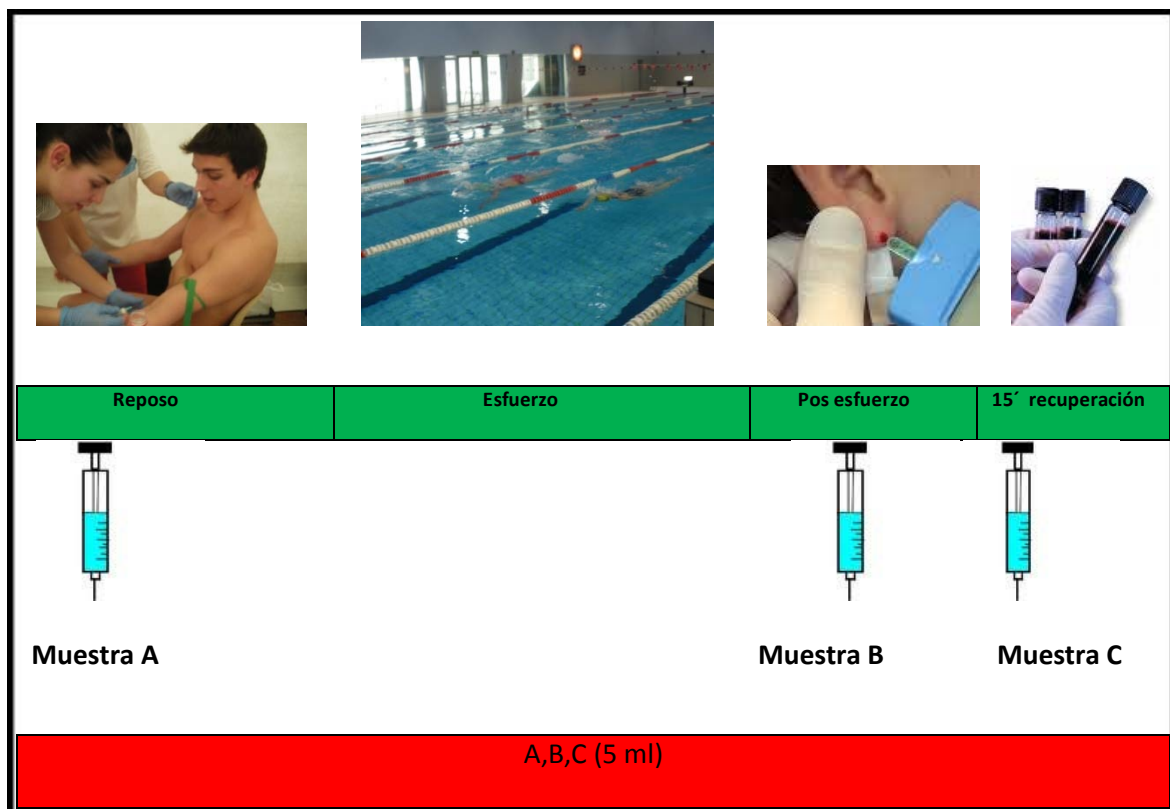 Reposo
Esfuerzo
Pos esfuerzo
15´ recuperación
Muestra A
Muestra B
Muestra C
A,B,C (5 ml)